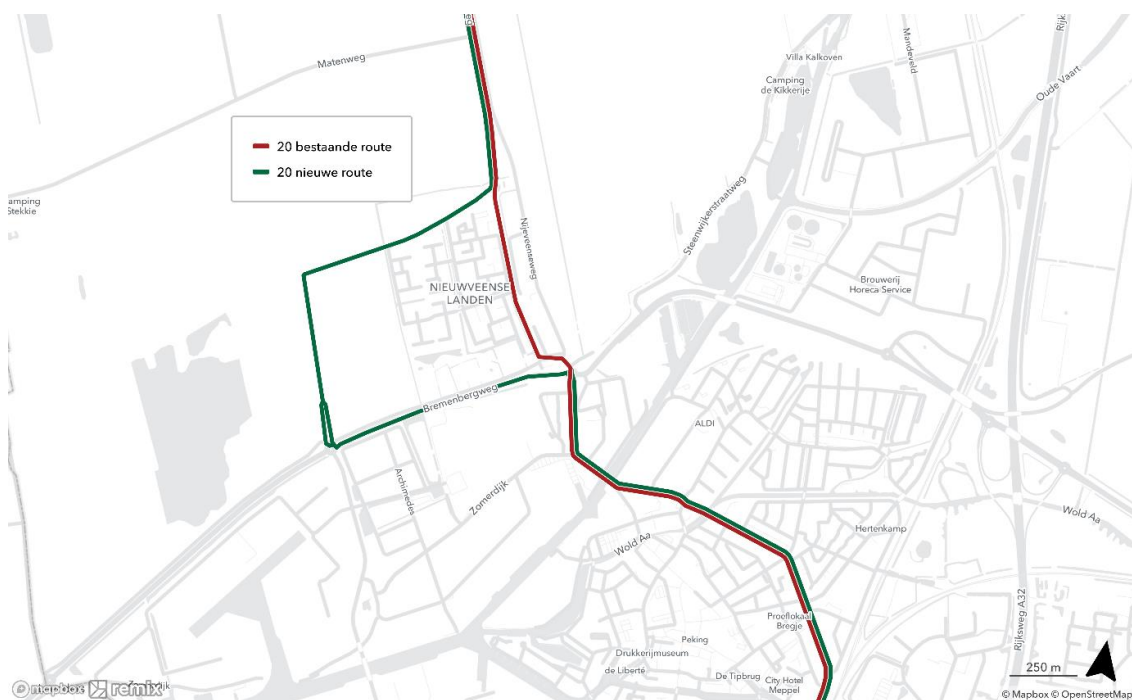 Matenweg
Villa Kalkoven
Mandeveld
Camping
de Kikkerije
Oude Vaart
20 bestaande route
20 nieuwe route
amping
Stekkie
Nijeveenseweg
Steenwijkerstraatweg
NIEUWVEENSE
LANDEN
Brouwerij
Horeca Service
Bremenbergweg
ALDI
Archimedes
Zomerdijk
Wold Aa
Wold Aa
Hertenkamp
Proeflokaal
Bregje
Peking
Drukkerijmuseum
de Liberté
De Tipbrug
City Hotel
Meppel
Rijksweg A32
250 m
mapbox remix
© Mapbox © OpenStreetMap